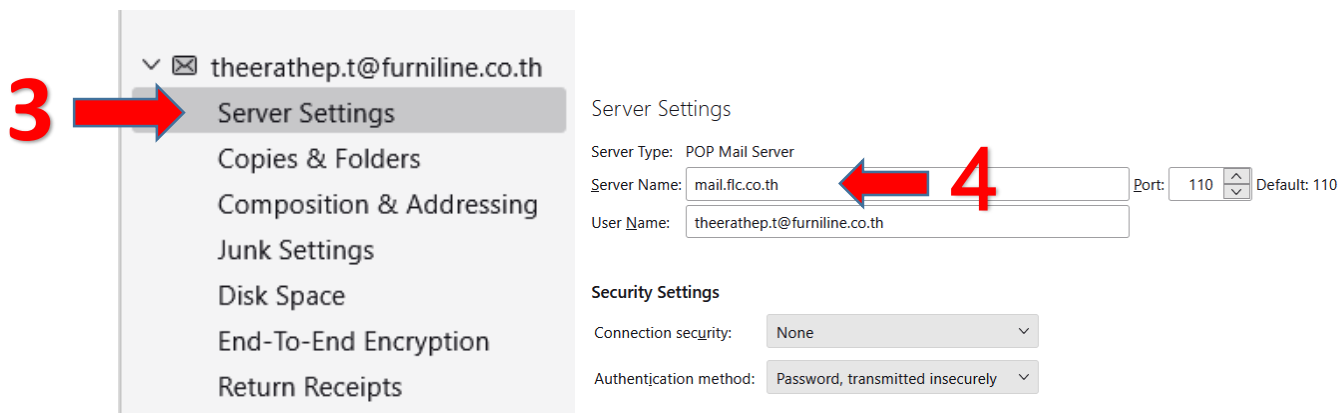 theerathep.t@furniline.co.th
3
Server Settings
Copies & Folders
Composition & Addressing
Junk Settings
Disk Space
End-To-End Encryption
Return Receipts
Server Settings
Server Type: POP Mail Server
Server Name: mail.flc.co.th 4 Port: 110 Default: 110
User Name: theerathep.t@furniline.co.th
Security Settings
Connection security: None
Authentication method: Password, transmitted insecurely